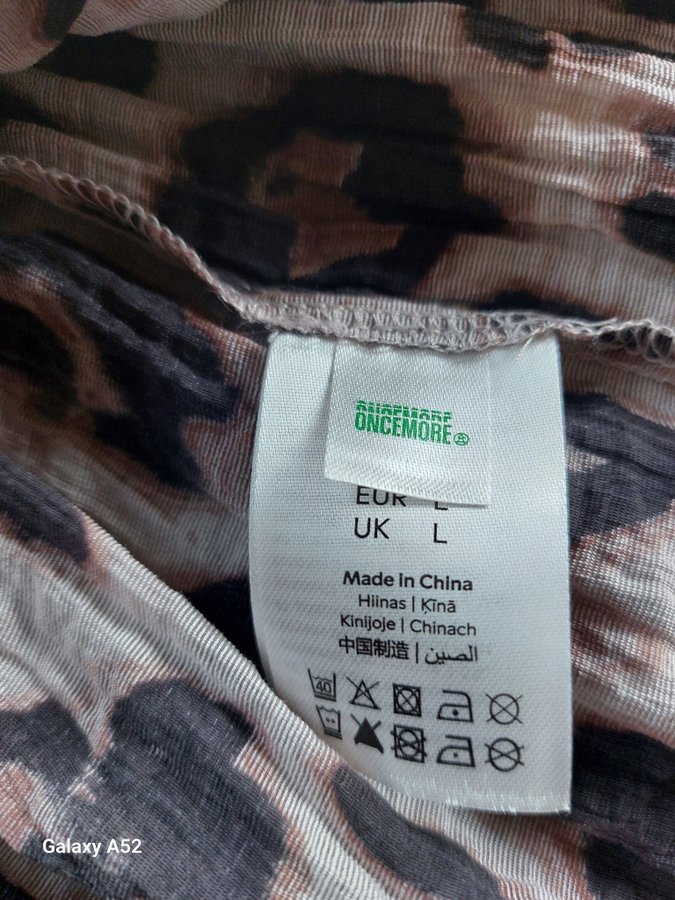 ONCEMORE®
EUR L
UK L
Made in China
Hiinas | Ķīnā
Kinijoje | Chinach
中国制造 | الصين
40
Galaxy A52